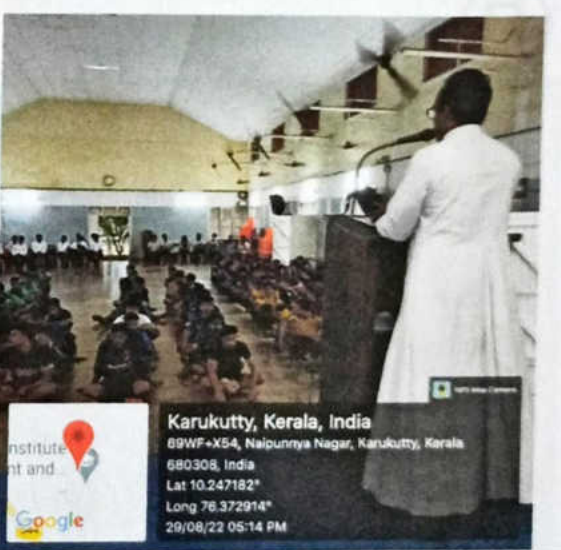 GPS Map Camera
Karukutty, Kerala, India
69WF+X54, Naipunnya Nagar, Karukutty, Kerala
680308, India
Lat 10.247182°
Long 76.372914°
29/08/22 05:14 PM
nstitute
nt and
Google